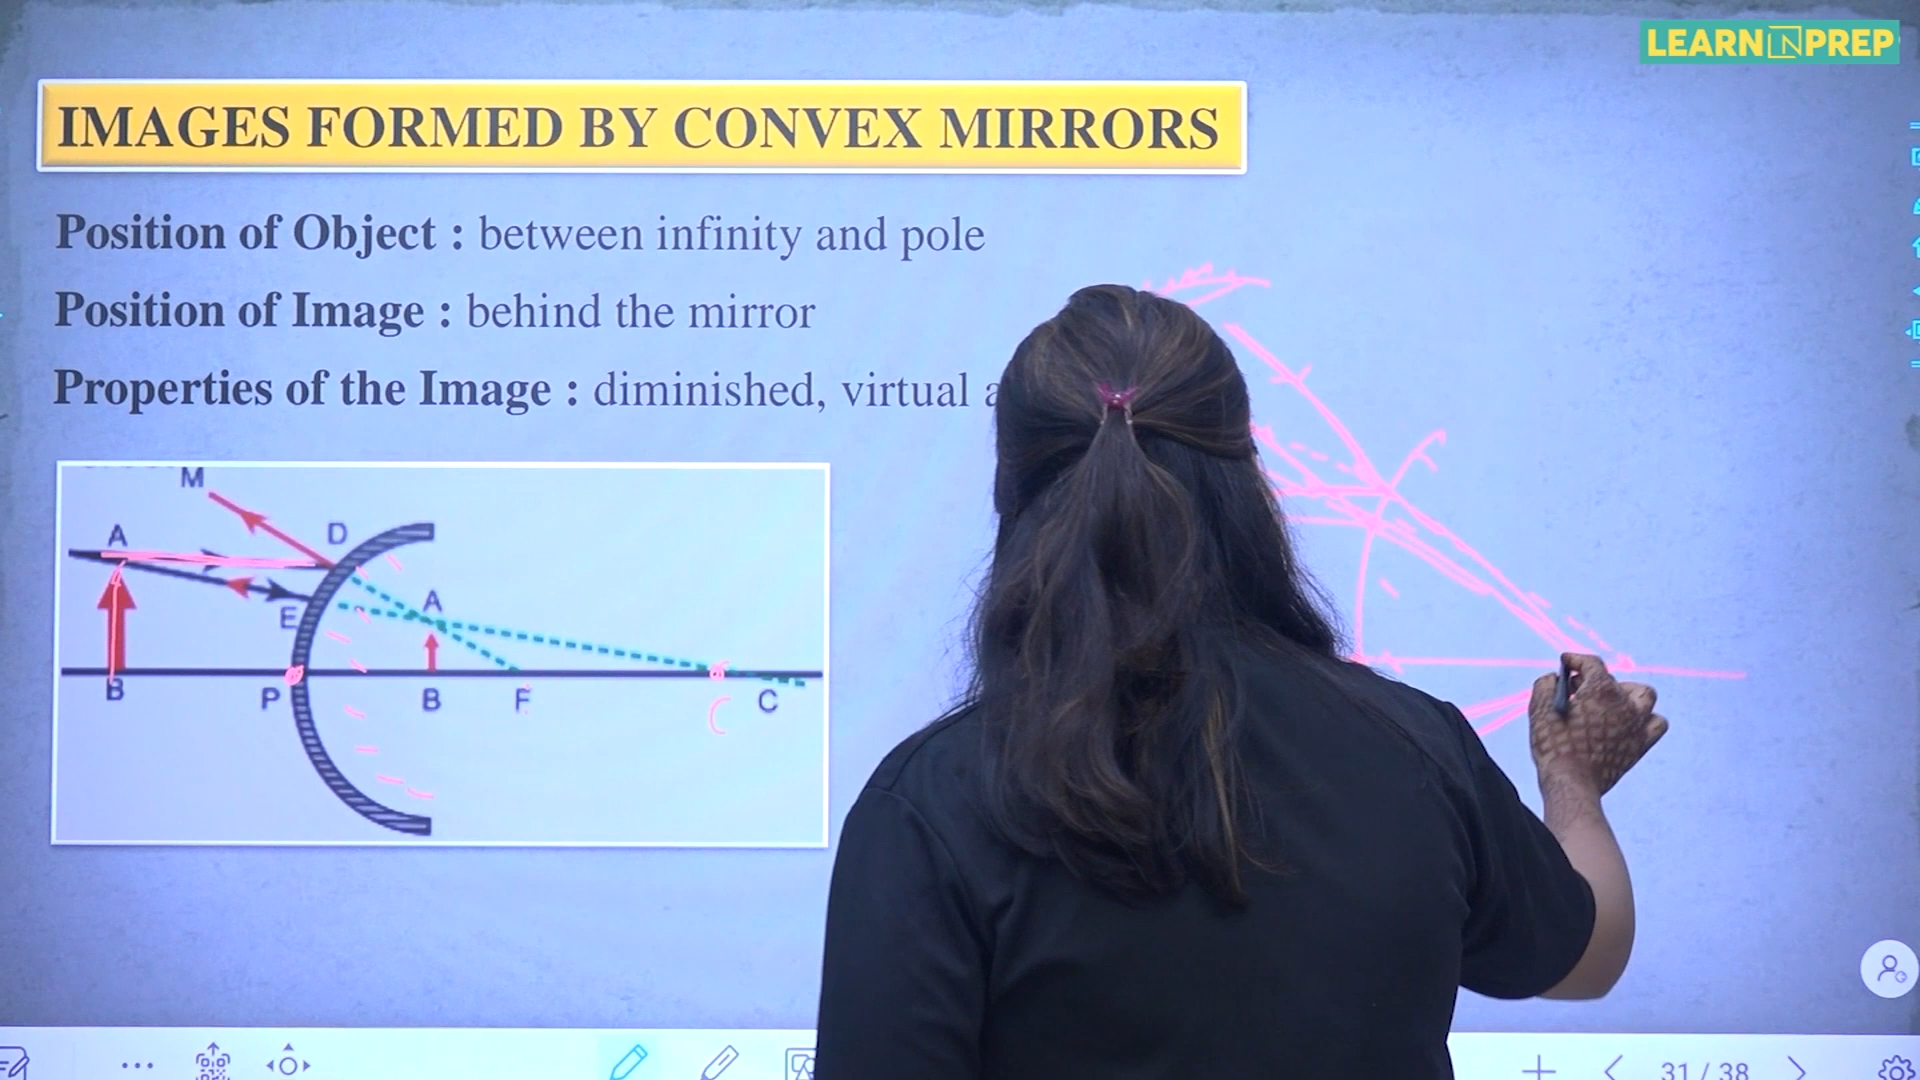 LEARN N PREP
IMAGES FORMED BY CONVEX MIRRORS
Position of Object : between infinity and pole
Position of Image : behind the mirror
Properties of the Image : diminished, virtual a
M
A
D
E
A
B
P
B
F
C
C
31 / 38